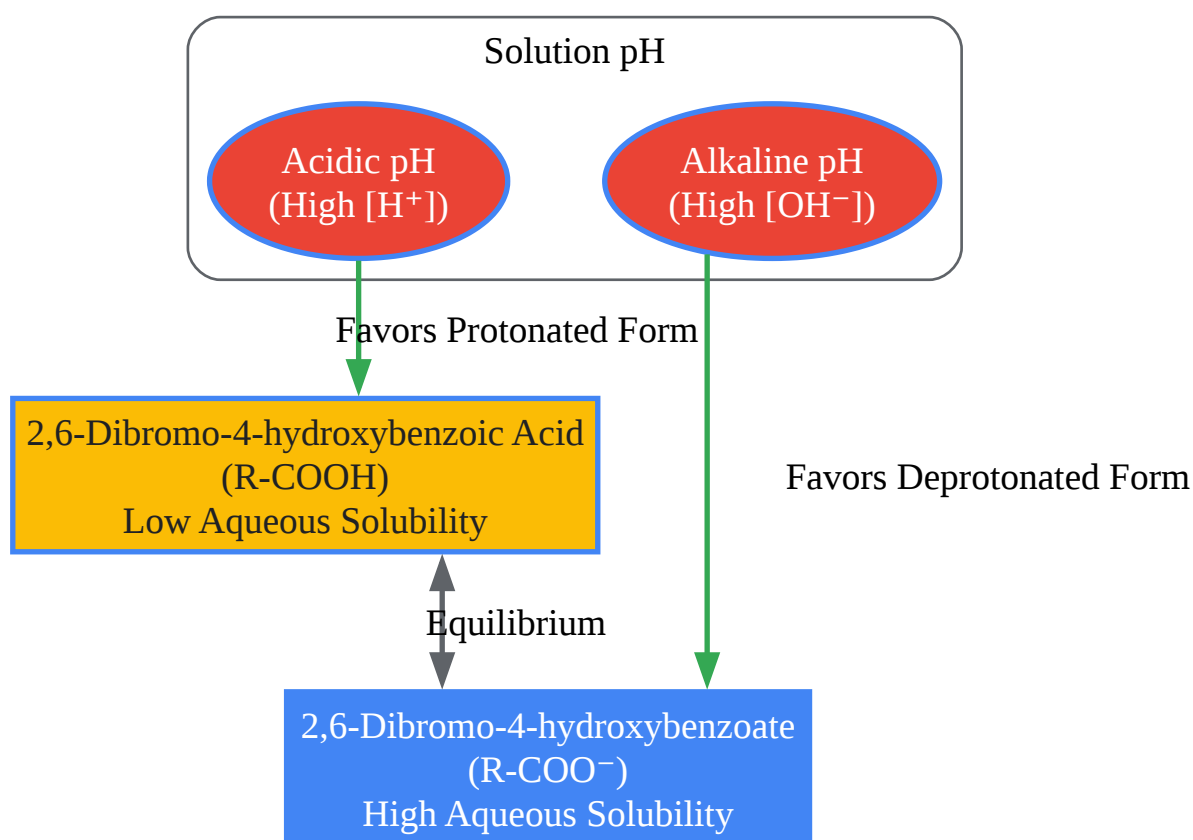 Solution pH
Acidic pH
(High [H⁺])
Alkaline pH
(High [OH⁻])
Favors Protonated Form
2,6-Dibromo-4-hydroxybenzoic Acid
(R-COOH)
Low Aqueous Solubility
Favors Deprotonated Form
Equilibrium
2,6-Dibromo-4-hydroxybenzoate
(R-COO⁻)
High Aqueous Solubility